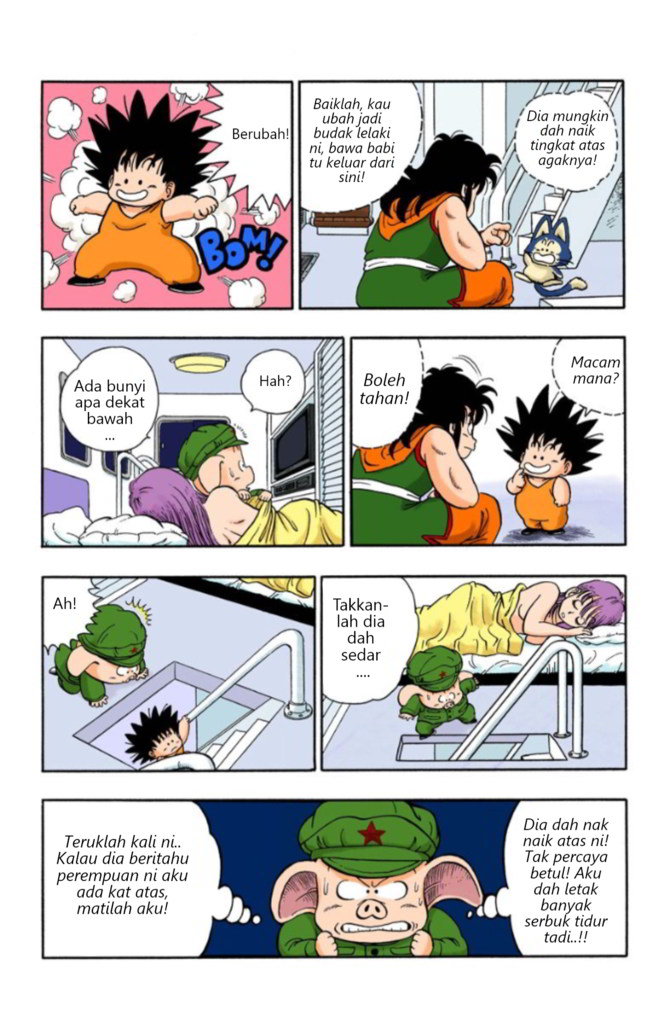 Berubah!
BOM!
Baiklah, kau
ubah jadi
budak lelaki
ni, bawa babi
tu keluar dari
sini!
Dia mungkin
dah naik
tingkat atas
agaknya!
Ada bunyi
apa dekat
bawah
...
Hah?
Boleh
tahan!
Macam
mana?
Ah!
Takkan-
lah dia
dah
sedar
....
Teruklah kali ni..
Kalau dia beritahu
perempuan ni aku
ada kat atas,
matilah aku!
Dia dah nak
naik atas ni!
Tak percaya
betul! Aku
dah letak
banyak
serbuk tidur
tadi..!!